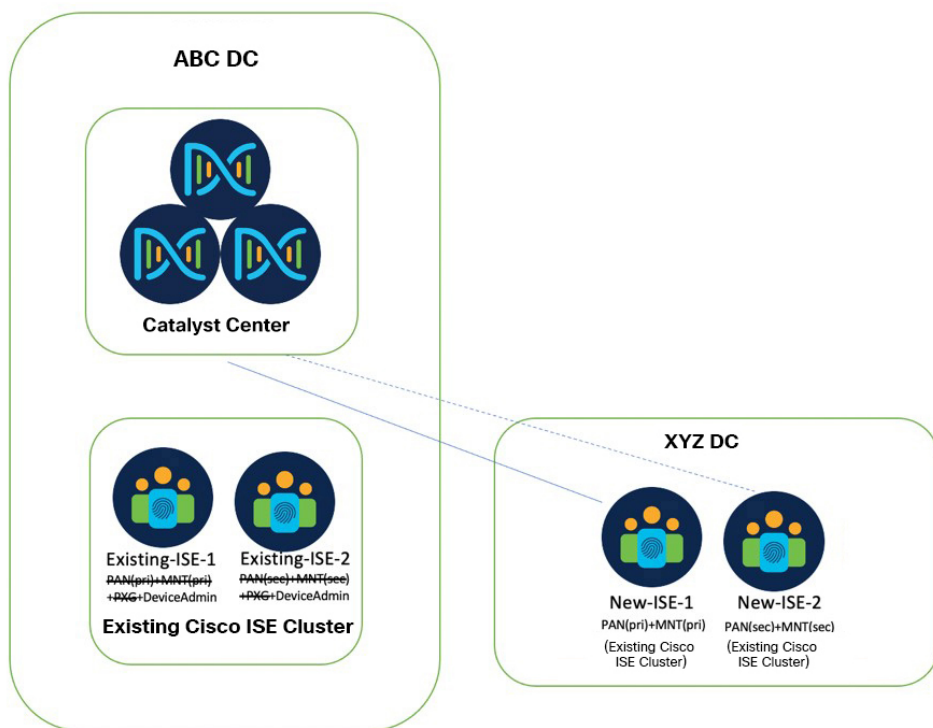 ABC DC
Catalyst Center
Existing-ISE-1
PAN(pri)+MNT(pri)
+PXG+DeviceAdmin
Existing-ISE-2
PAN(sec)+MNT(sec)
+PXG+DeviceAdmin
Existing Cisco ISE Cluster
XYZ DC
New-ISE-1
PAN(pri)+MNT(pri)
(Existing Cisco
ISE Cluster)
New-ISE-2
PAN(sec)+MNT(sec)
(Existing Cisco
ISE Cluster)